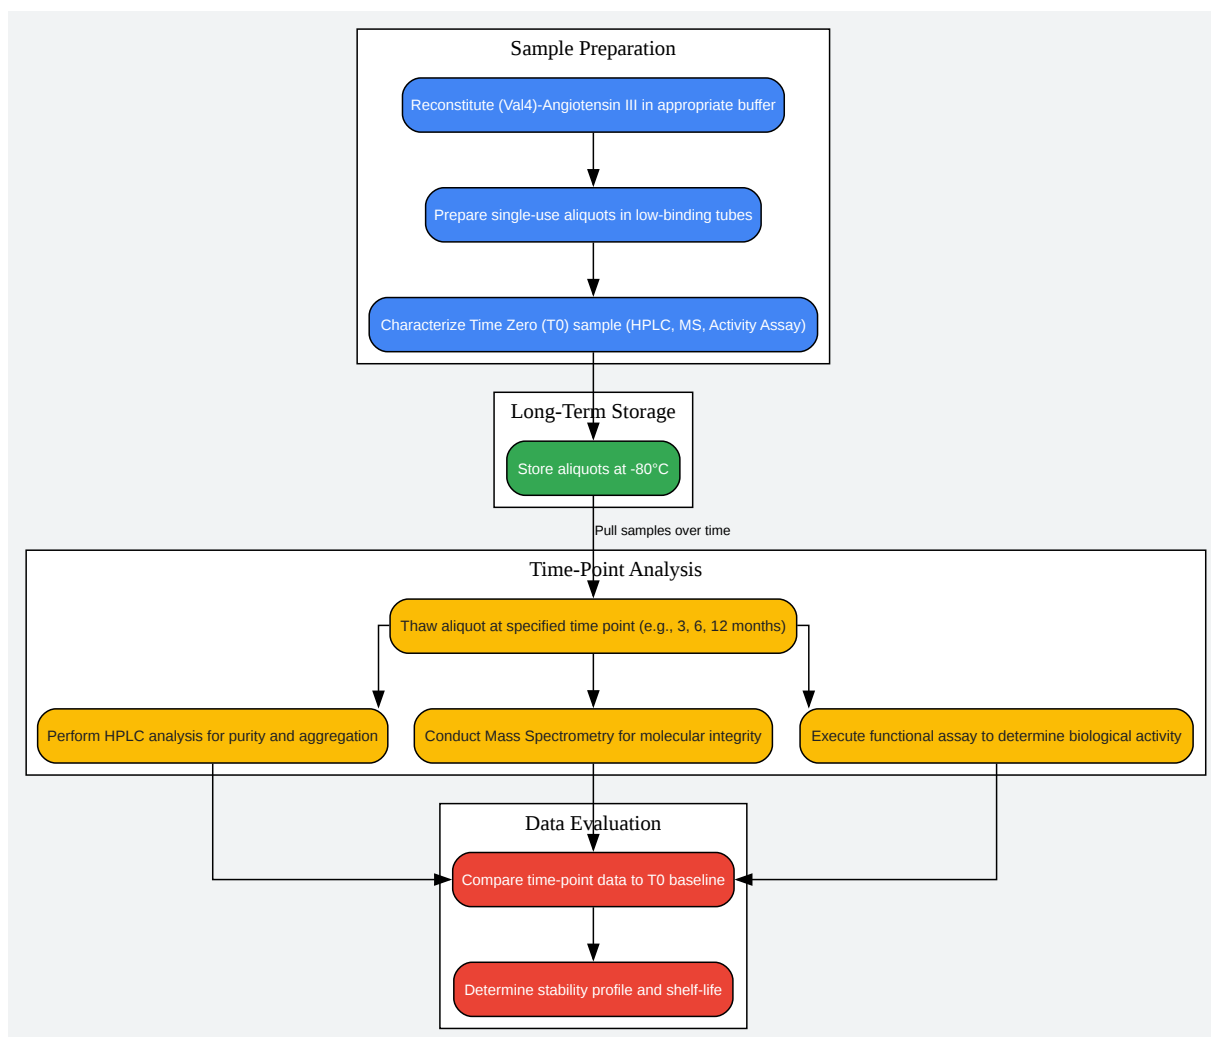 Sample Preparation
Reconstitute (Val4)-Angiotensin III in appropriate buffer
Prepare single-use aliquots in low-binding tubes
Characterize Time Zero (T0) sample (HPLC, MS, Activity Assay)
Long-Term Storage
Store aliquots at -80°C
Pull samples over time
Time-Point Analysis
Thaw aliquot at specified time point (e.g., 3, 6, 12 months)
Perform HPLC analysis for purity and aggregation
Conduct Mass Spectrometry for molecular integrity
Execute functional assay to determine biological activity
Data Evaluation
Compare time-point data to T0 baseline
Determine stability profile and shelf-life